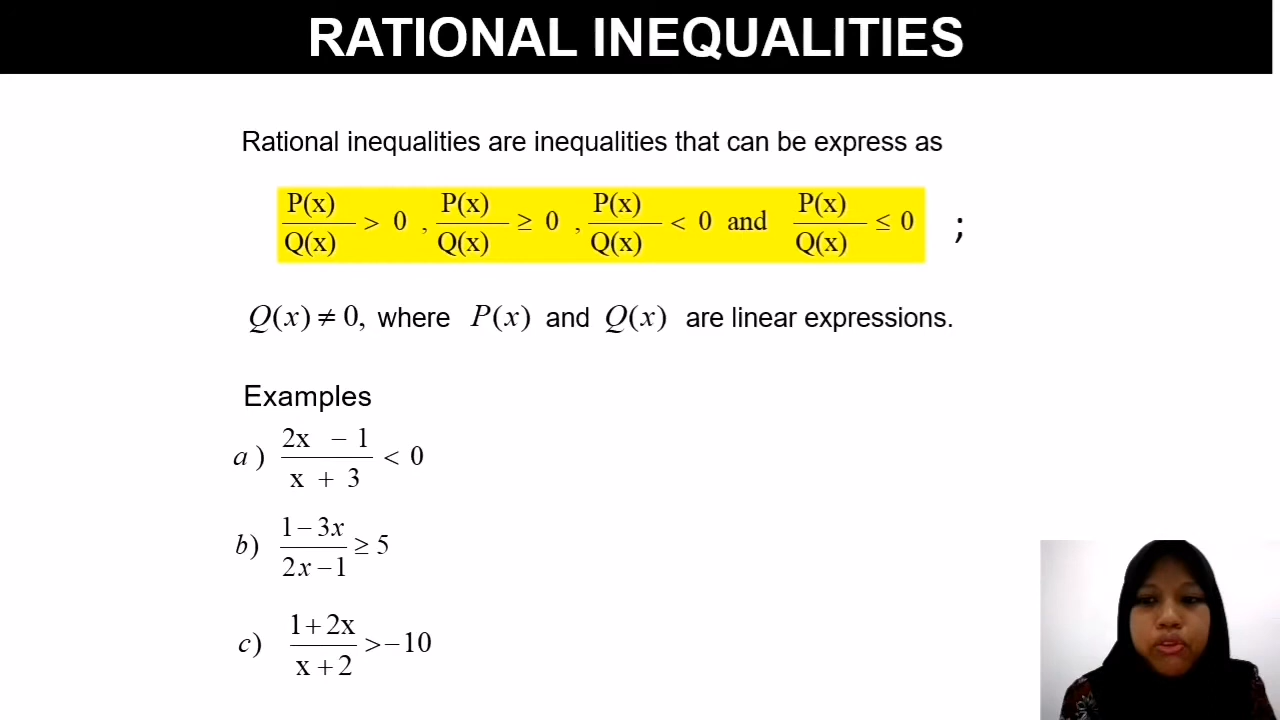 RATIONAL INEQUALITIES
Rational inequalities are inequalities that can be express as
P(x)/Q(x) > 0 , P(x)/Q(x) ≥ 0 , P(x)/Q(x) < 0 and P(x)/Q(x) ≤ 0 ;
Q(x) ≠ 0, where P(x) and Q(x) are linear expressions.
Examples
a ) 2x - 1/x + 3 < 0
b) 1 - 3x/2x - 1 ≥ 5
c) 1 + 2x/x + 2 > -10